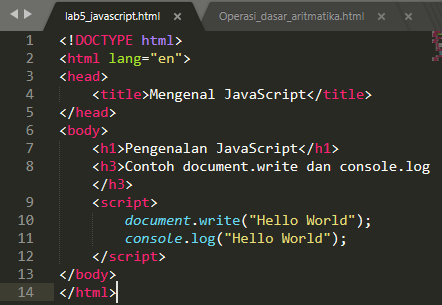 lab5_javascript.html × Operasi_dasar_aritmatika.html ×
1 <!DOCTYPE html>
2 <html lang="en">
3 <head>
4 <title>Mengenal JavaScript</title>
5 </head>
6 <body>
7 <h1>Pengenalan JavaScript</h1>
8 <h3>Contoh document.write dan console.log
</h3>
9 <script>
10 document.write("Hello World");
11 console.log("Hello World");
12 </script>
13 </body>
14 </html>